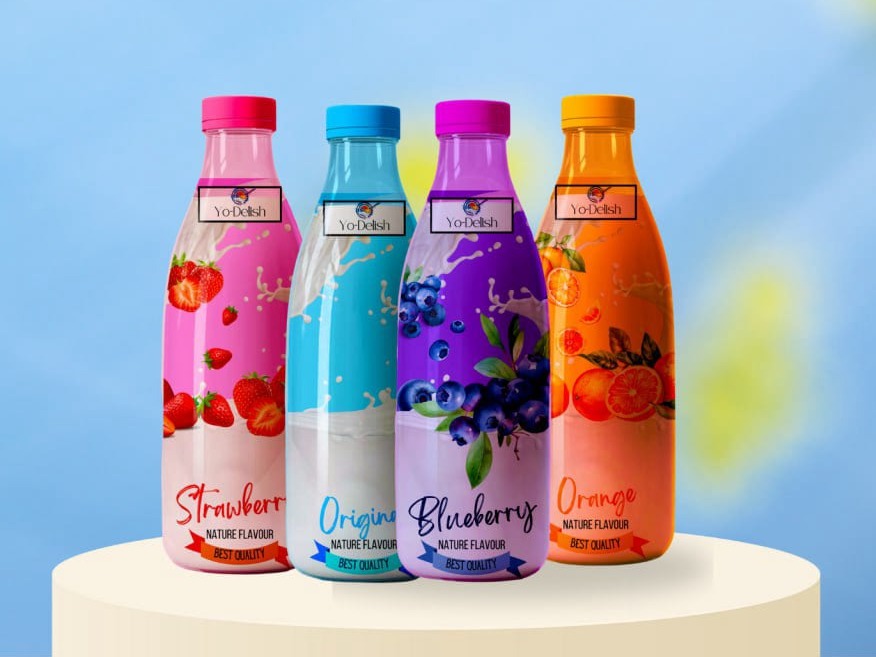 Yo-Delish
Strawberr
NATURE FLAVOUR
BEST QUALITY
Yo-Delish
Origina
NATURE FLAVOUR
BEST QUALITY
Yo-Delish
Blueberry
NATURE FLAVOUR
BEST QUALITY
Yo-Delish
Orange
NATURE FLAVOUR
BEST QUALITY